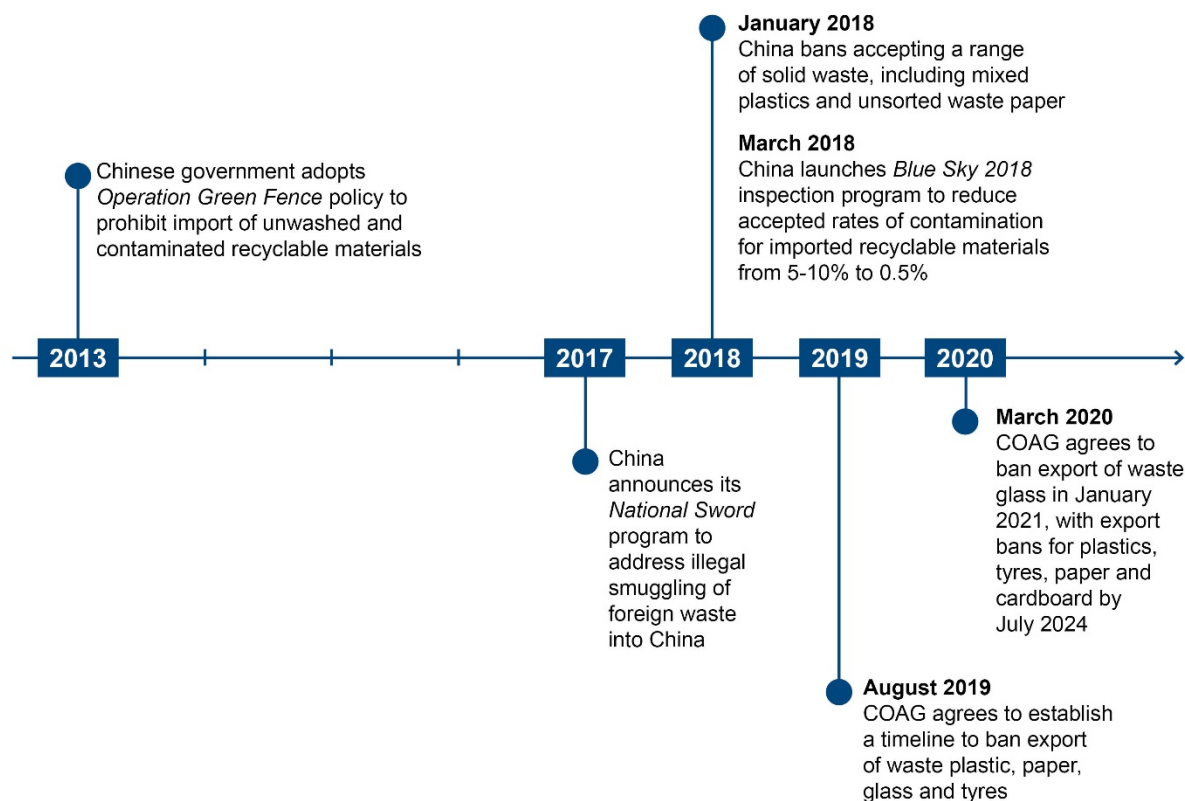 January 2018
China bans accepting a range
of solid waste, including mixed
plastics and unsorted waste paper
March 2018
China launches Blue Sky 2018
inspection program to reduce
accepted rates of contamination
for imported recyclable materials
from 5-10% to 0.5%
Chinese government adopts
Operation Green Fence policy to
prohibit import of unwashed and
contaminated recyclable materials
2013
2017
2018
2019
2020
China
announces its
National Sword
program to
address illegal
smuggling of
foreign waste
into China
March 2020
COAG agrees to
ban export of waste
glass in January
2021, with export
bans for plastics,
tyres, paper and
cardboard by
July 2024
August 2019
COAG agrees to establish
a timeline to ban export
of waste plastic, paper,
glass and tyres